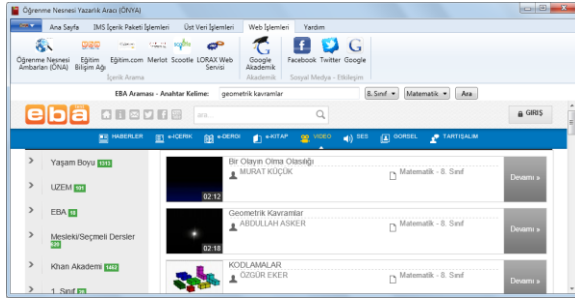 Öğrenme Nesnesi Yazarlık Aracı (ÖNYA)
Ana Sayfa IMS İçerik Paketi İşlemleri Üst Veri İşlemleri Web İşlemleri Yardım
Öğrenme Nesnesi Ambarları (ÖNA) Eğitim Bilişim Ağı Eğitim.com Merlot Scootle LORAX Web Servisi Google Akademik Facebook Twitter Google
İçerik Arama Akademik Sosyal Medya - Etkileşim
EBA Araması - Anahtar Kelime: geometrik kavramlar 8. Sınıf Matematik Ara
eba ara... GİRİŞ
HABERLER e-İÇERİK e-DERGİ e-KİTAP VİDEO SES GÖRSEL TARTIŞALIM
Yaşam Boyu 1313
UZEM 191
EBA
Mesleki/Seçmeli Dersler
Khan Akademi
1. Sınıf
Bir Olayın Olma Olasılığı
MURAT KÜÇÜK Matematik - 8. Sınıf Devamı »
02:12
Geometrik Kavramlar
ABDULLAH ASKER Matematik - 8. Sınıf Devamı »
02:18
KODLAMALAR
ÖZGÜR EKER Matematik - 8. Sınıf Devamı »